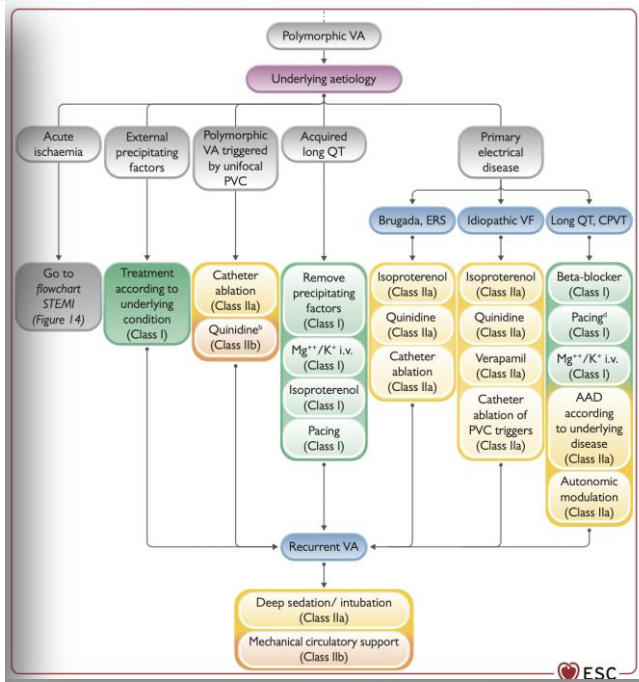 Polymorphic VA
Underlying aetiology
Acute
ischaemia
External
precipitating
factors
Polymorphic
VA triggered
by unifocal
PVC
Acquired
long QT
Primary
electrical
disease
Brugada, ERS
Idiopathic VF
Long QT, CPVT
Go to
flowchart
STEMI
(Figure 14)
Treatment
according to
underlying
condition
(Class I)
Catheter
ablation
(Class IIa)
Quinidineᵇ
(Class IIb)
Remove
precipitating
factors
(Class I)
Mg⁺⁺/K⁺ i.v.
(Class I)
Isoproterenol
(Class I)
Pacing
(Class I)
Isoproterenol
(Class IIa)
Quinidine
(Class IIa)
Catheter
ablation
(Class IIa)
Isoproterenol
(Class IIa)
Quinidine
(Class IIa)
Verapamil
(Class IIa)
Catheter
ablation of
PVC triggers
(Class IIa)
Beta-blocker
(Class I)
Pacingᵈ
(Class I)
Mg⁺⁺/K⁺ i.v.
(Class I)
AAD
according to
underlying
disease
(Class IIa)
Autonomic
modulation
(Class IIa)
Recurrent VA
Deep sedation/ intubation
(Class IIa)
Mechanical circulatory support
(Class IIb)
ESC